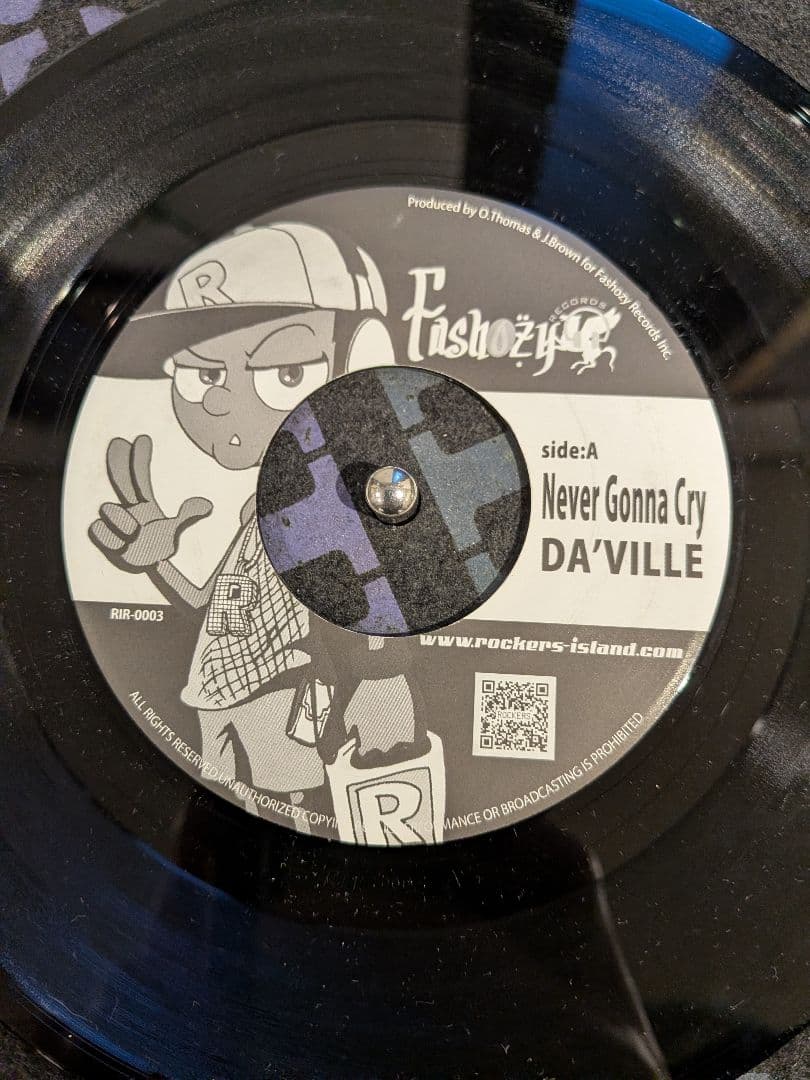 Produced by O.Thomas & J.Brown for Fashozy Records Inc.
R
Fashozy
RECORDS
side:A
Never Gonna Cry
DA'VILLE
RIR-0003
R
www.rockers-island.com
ROCKERS
R
ALL RIGHTS RESERVED UNAUTHORIZED COPYI
MANCE OR BROADCASTING IS PROHIBITED